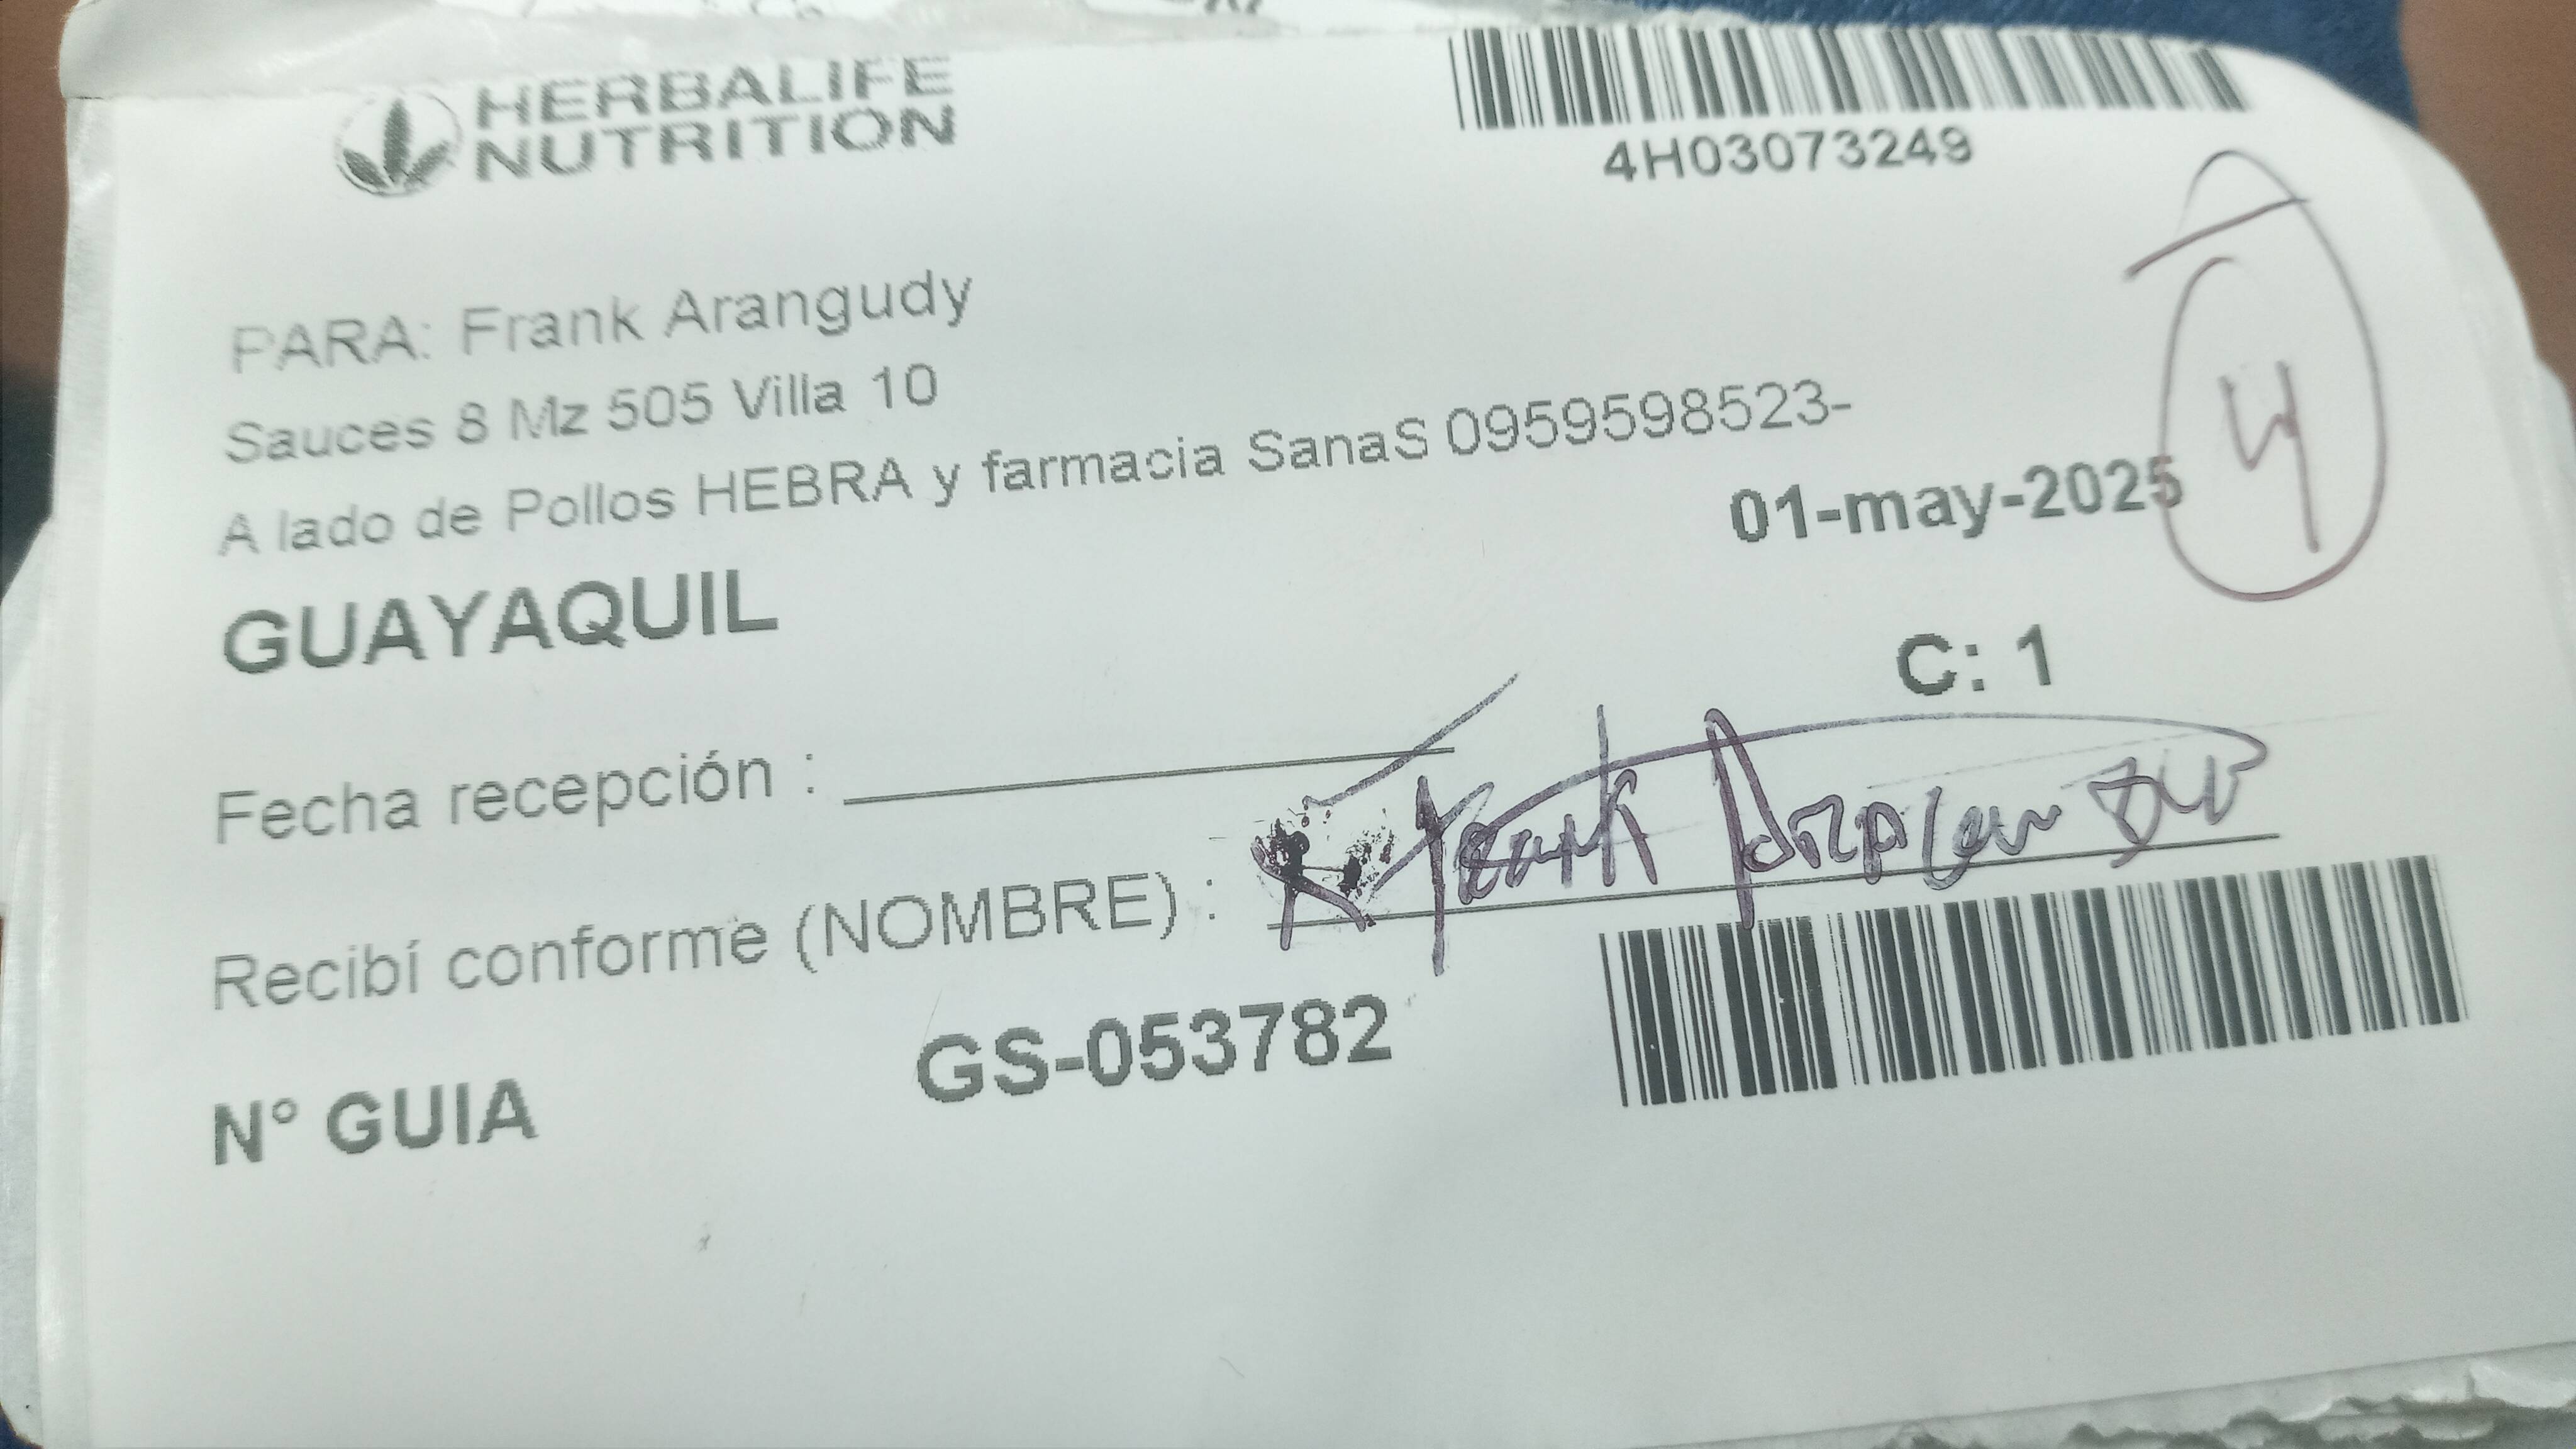 HERBALIFE
NUTRITION
4H03073249
PARA: Frank Arangudy
Sauces 8 Mz 505 Villa 10
A lado de Pollos HEBRA y farmacia SanaS 0959598523-
01-may-2025
4
GUAYAQUIL
C: 1
Fecha recepción :
Recibí conforme (NOMBRE) : Frank
N° GUIA GS-053782